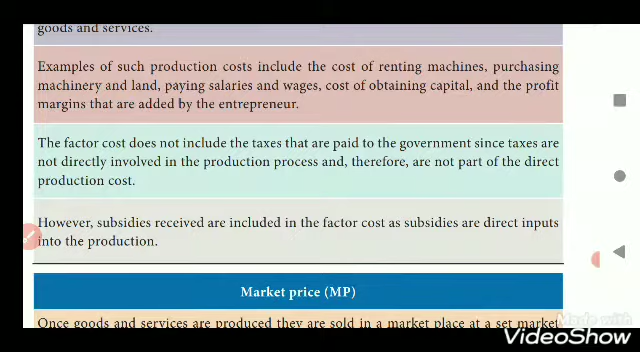 goods and services.
Examples of such production costs include the cost of renting machines, purchasing
machinery and land, paying salaries and wages, cost of obtaining capital, and the profit
margins that are added by the entrepreneur.
The factor cost does not include the taxes that are paid to the government since taxes are
not directly involved in the production process and, therefore, are not part of the direct
production cost.
However, subsidies received are included in the factor cost as subsidies are direct inputs
into the production.
Market price (MP)
Once goods and services are produced they are sold in a market place at a set market
Made with
VideoShow